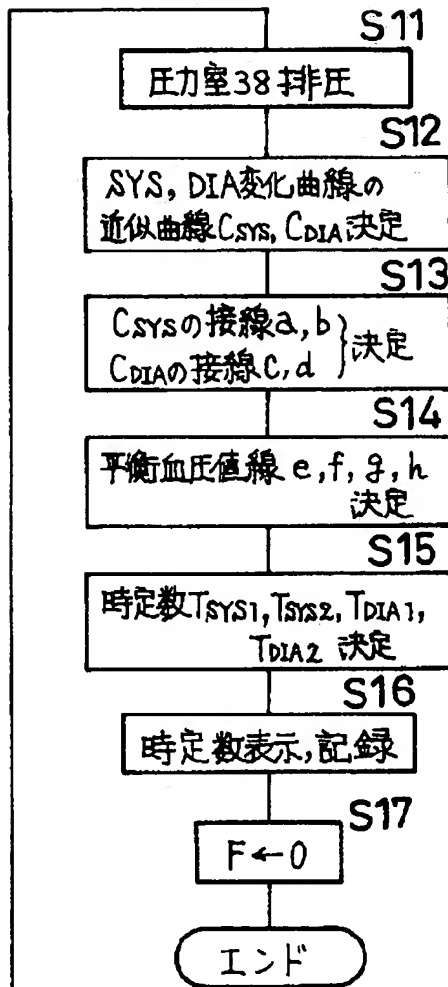 S11
圧力室38排圧
S12
SYS, DIA変化曲線の
近似曲線CSYS, CDIA決定
S13
CSYSの接線a, b
CDIAの接線c, d
}決定
S14
平衡血圧値線 e, f, g, h
決定
S15
時定数TSYS1, TSYS2, TDIA1,
TDIA2 決定
S16
時定数表示,記録
S17
F←0
エンド